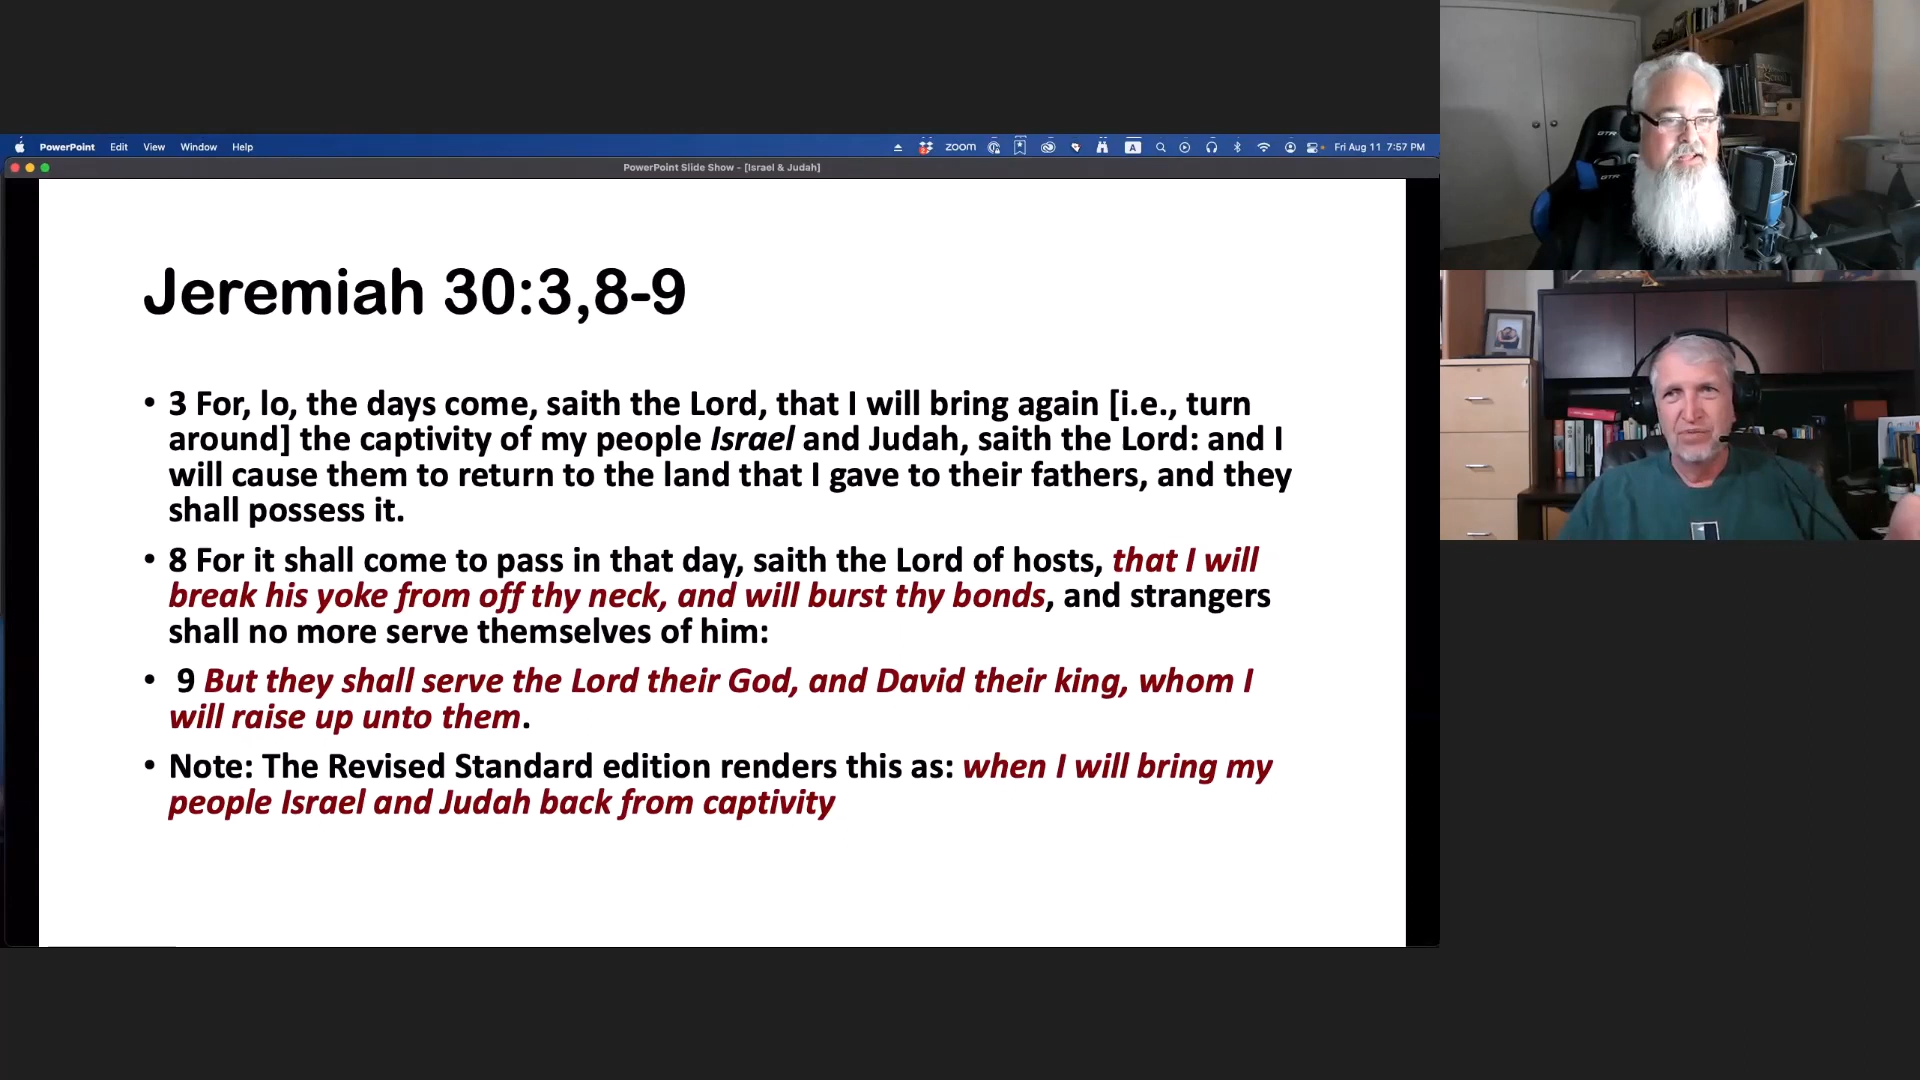 PowerPoint Edit View Window Help zoom A Fri Aug 11 7:57 PM
PowerPoint Slide Show - [Israel & Judah]
Jeremiah 30:3,8-9
• 3 For, lo, the days come, saith the Lord, that I will bring again [i.e., turn
around] the captivity of my people Israel and Judah, saith the Lord: and I
will cause them to return to the land that I gave to their fathers, and they
shall possess it.
• 8 For it shall come to pass in that day, saith the Lord of hosts, that I will
break his yoke from off thy neck, and will burst thy bonds, and strangers
shall no more serve themselves of him:
• 9 But they shall serve the Lord their God, and David their king, whom I
will raise up unto them.
• Note: The Revised Standard edition renders this as: when I will bring my
people Israel and Judah back from captivity
GTR
GTR